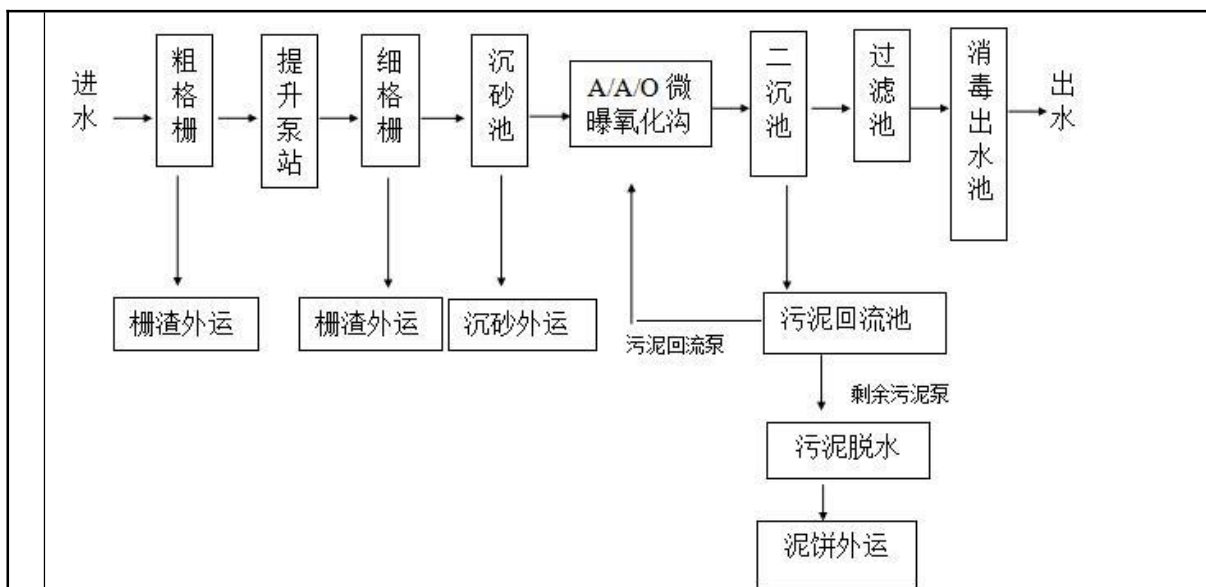 进水
粗格栅
提升泵站
细格栅
沉砂池
A/A/O 微
曝氧化沟
二沉池
过滤池
消毒出水池
出水
栅渣外运
栅渣外运
沉砂外运
污泥回流泵
污泥回流池
剩余污泥泵
污泥脱水
泥饼外运